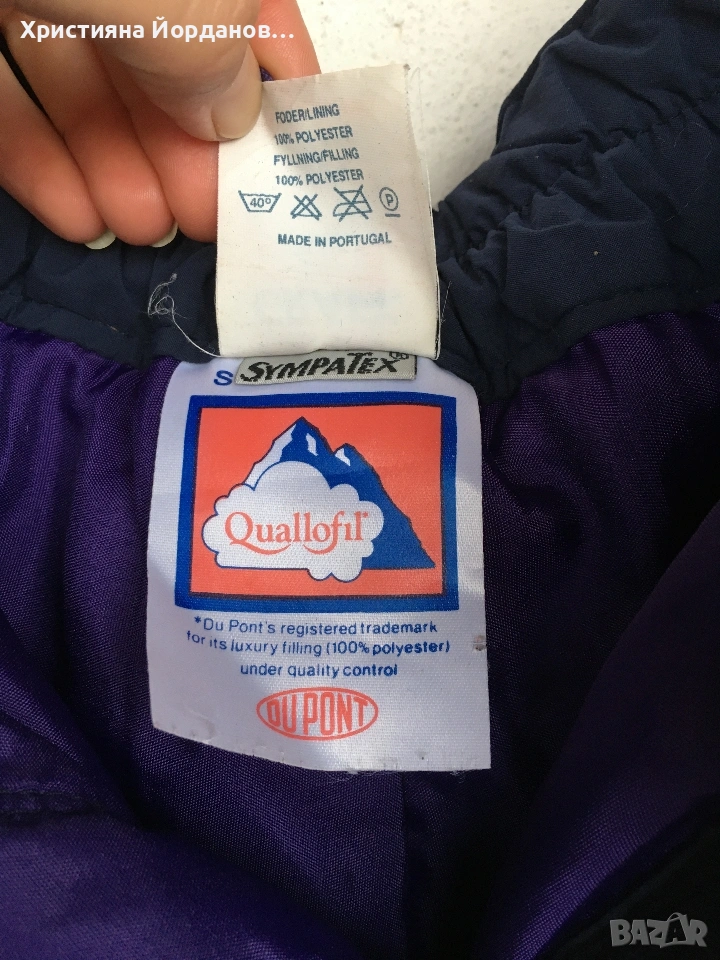 Християна Йорданов...
FODER/LINING
100% POLYESTER
FYLLNING/FILLING
100% POLYESTER
40° P
MADE IN PORTUGAL
S SYMPATEX ®
Quallofil®
*Du Pont's registered trademark
for its luxury filling (100% polyester)
under quality control
DU PONT
BAZAR